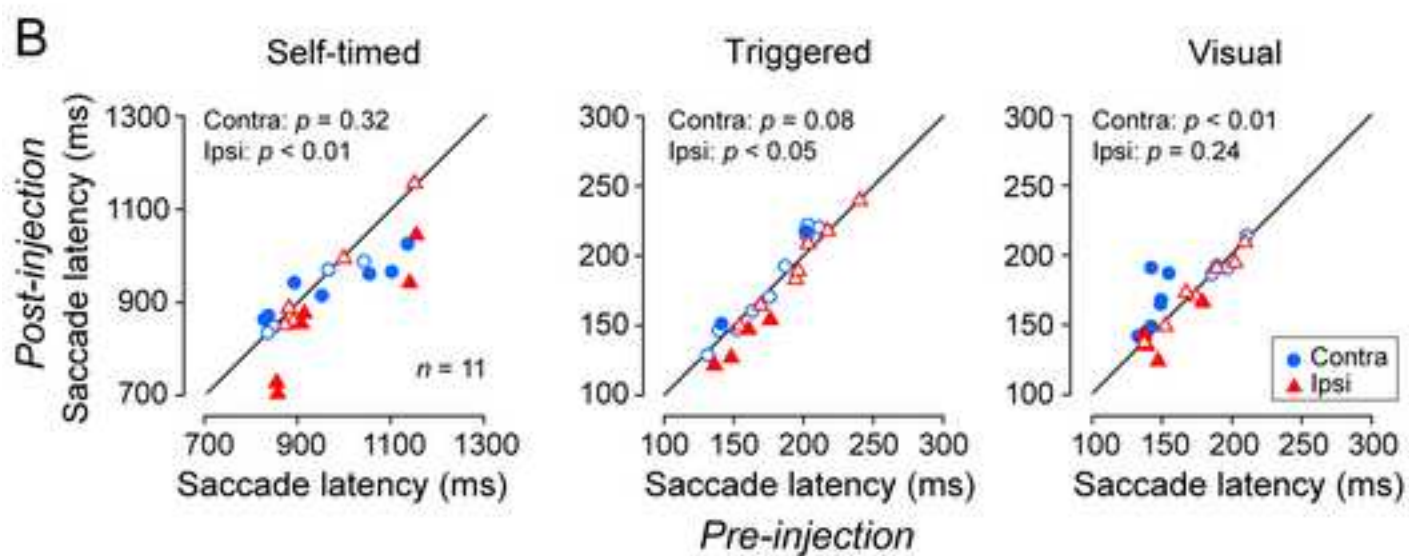 B
Self-timed
Triggered
Visual
Post-injection
Saccade latency (ms)
1300
1100
900
700
Contra: p = 0.32
Ipsi: p < 0.01
n = 11
700 900 1100 1300
Saccade latency (ms)
300
250
200
150
100
Contra: p = 0.08
Ipsi: p < 0.05
100 150 200 250 300
Saccade latency (ms)
300
250
200
150
100
Contra: p < 0.01
Ipsi: p = 0.24
Contra
Ipsi
100 150 200 250 300
Saccade latency (ms)
Pre-injection